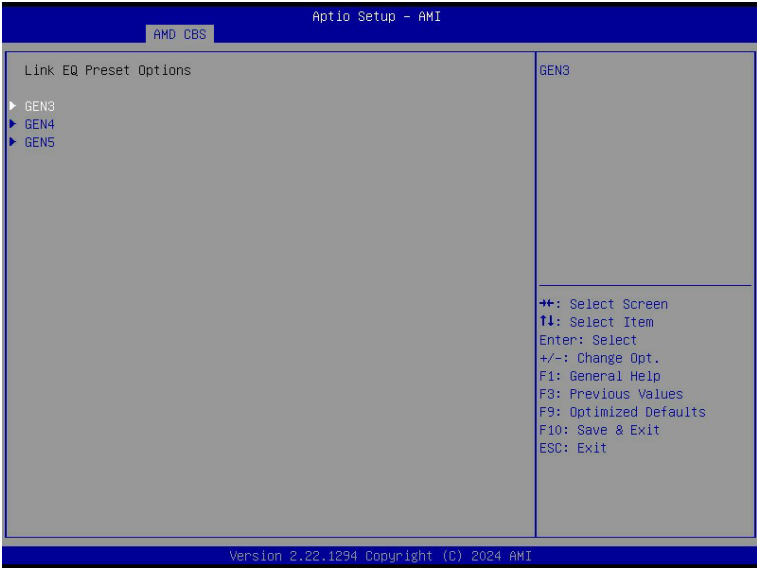 Aptio Setup – AMI
AMD CBS
Link EQ Preset Options
GEN3
GEN4
GEN5
GEN3
→←: Select Screen
↑↓: Select Item
Enter: Select
+/-: Change Opt.
F1: General Help
F3: Previous Values
F9: Optimized Defaults
F10: Save & Exit
ESC: Exit
Version 2.22.1294 Copyright (C) 2024 AMI